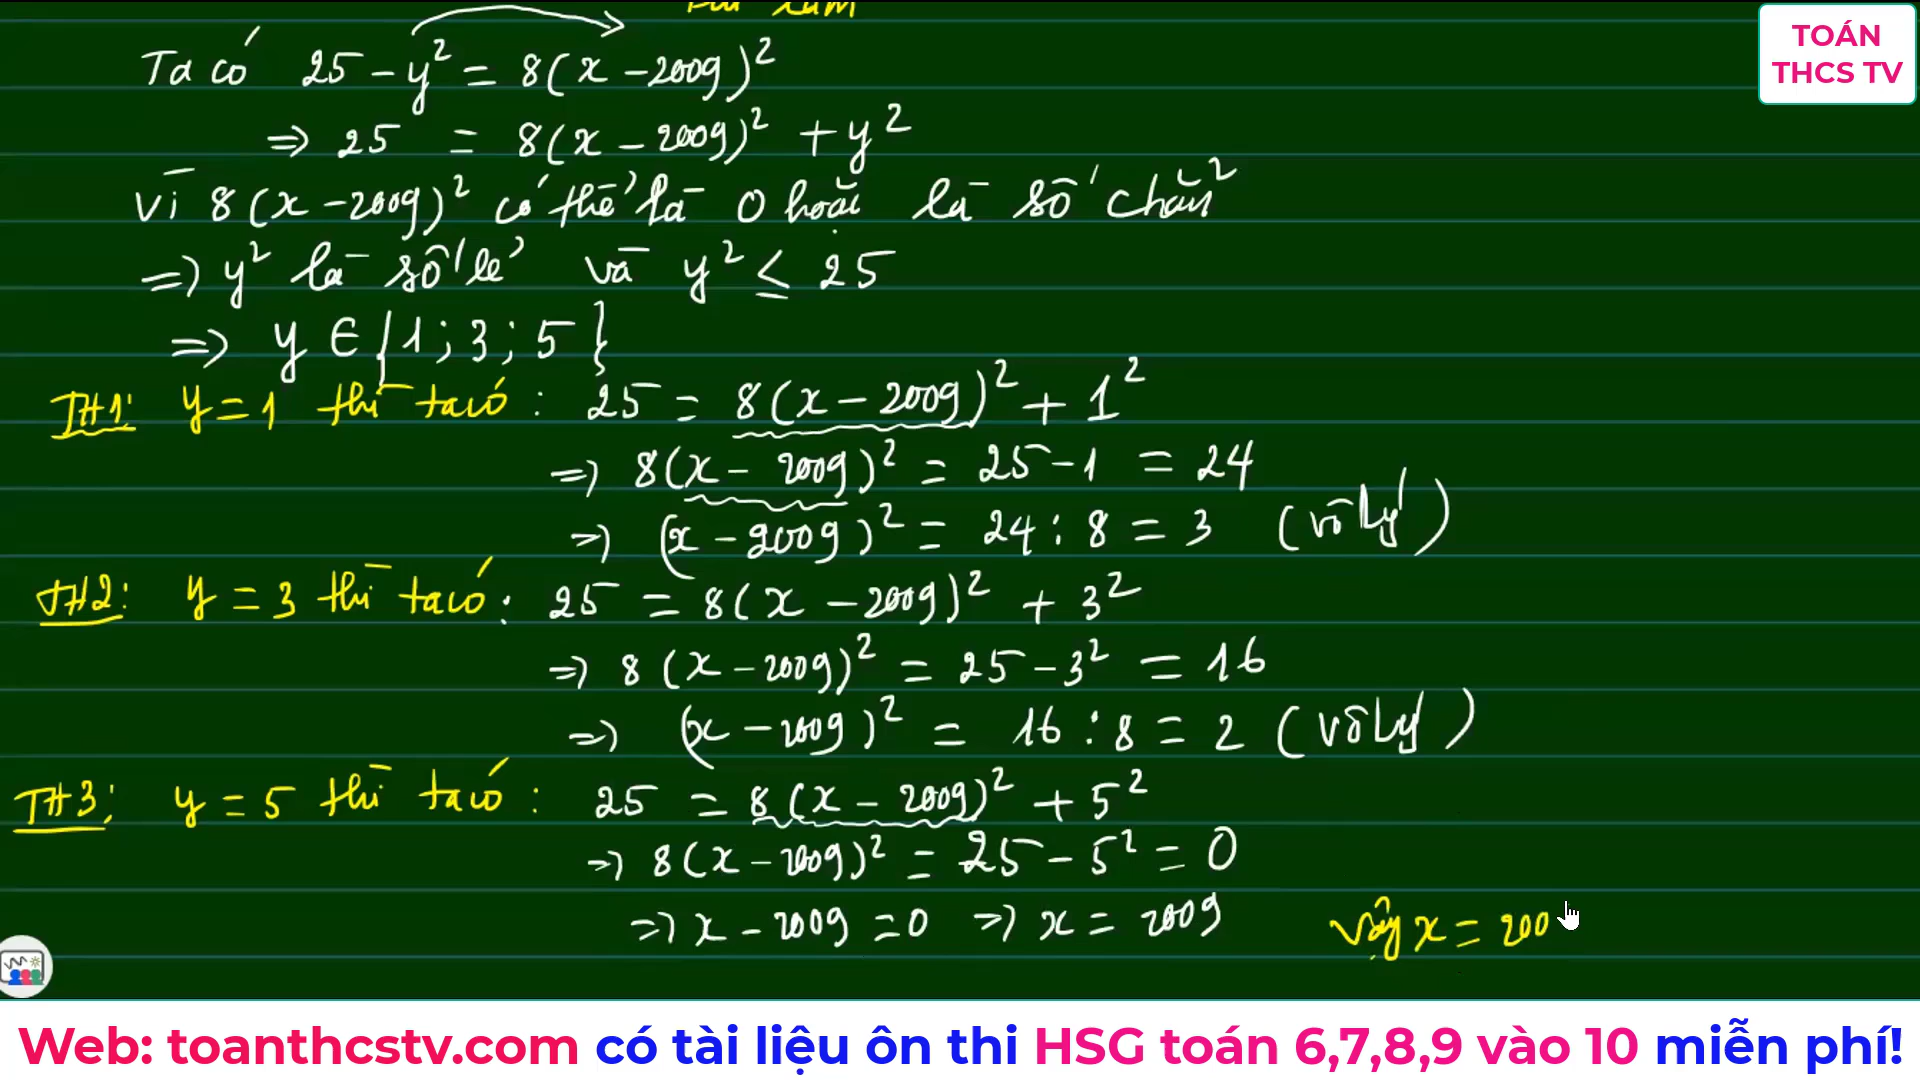 TOÁN
THCS TV
Ta có 25 - y² = 8(x - 2009)²
=> 25 = 8(x - 2009)² + y²
Vì 8(x - 2009)² có thể là 0 hoặc là số chẵn
=> y² là số lẻ và y² ≤ 25
=> y ∈ {1; 3; 5}
TH1: y = 1 thì ta có: 25 = 8(x - 2009)² + 1²
=> 8(x - 2009)² = 25 - 1 = 24
=> (x - 2009)² = 24 : 8 = 3 (vô lý)
TH2: y = 3 thì ta có: 25 = 8(x - 2009)² + 3²
=> 8(x - 2009)² = 25 - 3² = 16
=> (x - 2009)² = 16 : 8 = 2 (vô lý)
TH3: y = 5 thì ta có: 25 = 8(x - 2009)² + 5²
=> 8(x - 2009)² = 25 - 5² = 0
=> x - 2009 = 0 => x = 2009 Vậy x = 200
Web: toanthcstv.com có tài liệu ôn thi HSG toán 6,7,8,9 vào 10 miễn phí!